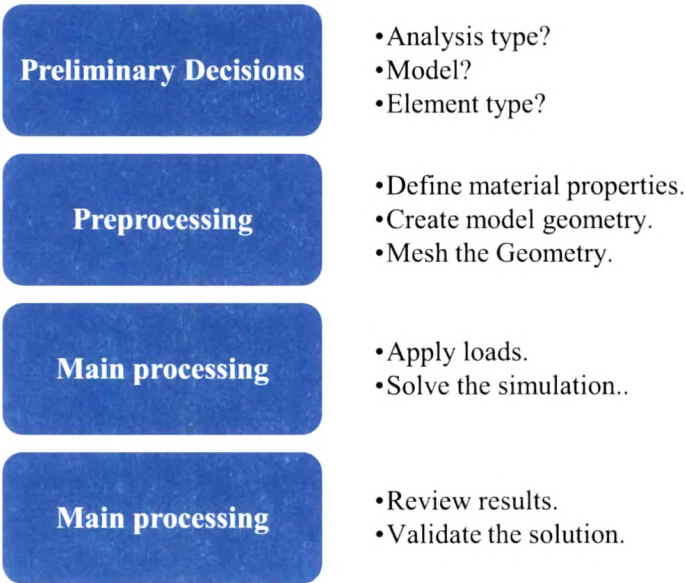 Preliminary Decisions
•Analysis type?
•Model?
•Element type?
Preprocessing
•Define material properties.
•Create model geometry.
•Mesh the Geometry.
Main processing
•Apply loads.
•Solve the simulation..
Main processing
•Review results.
•Validate the solution.